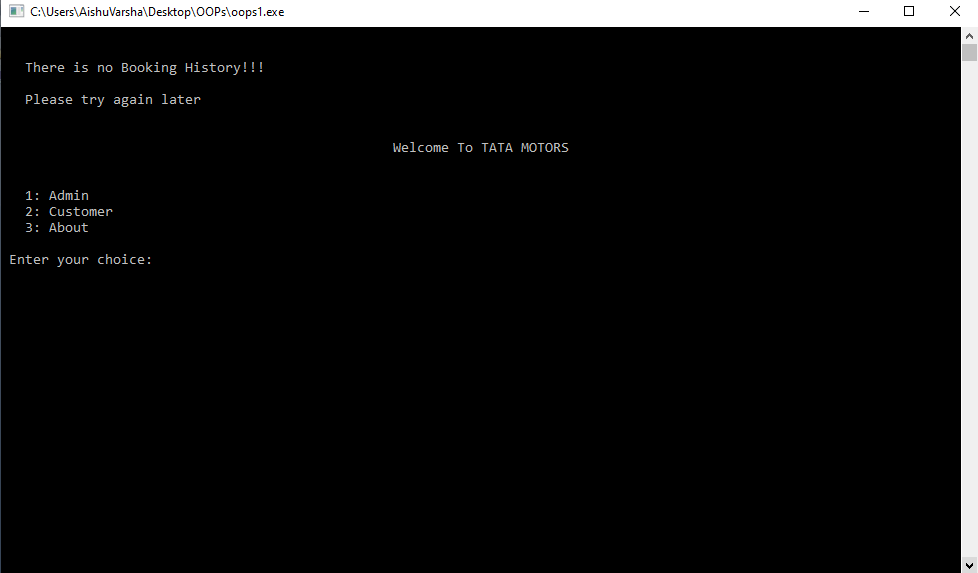 C:\Users\AishuVarsha\Desktop\OOPs\oops1.exe
There is no Booking History!!!
Please try again later
Welcome To TATA MOTORS
1: Admin
2: Customer
3: About
Enter your choice: